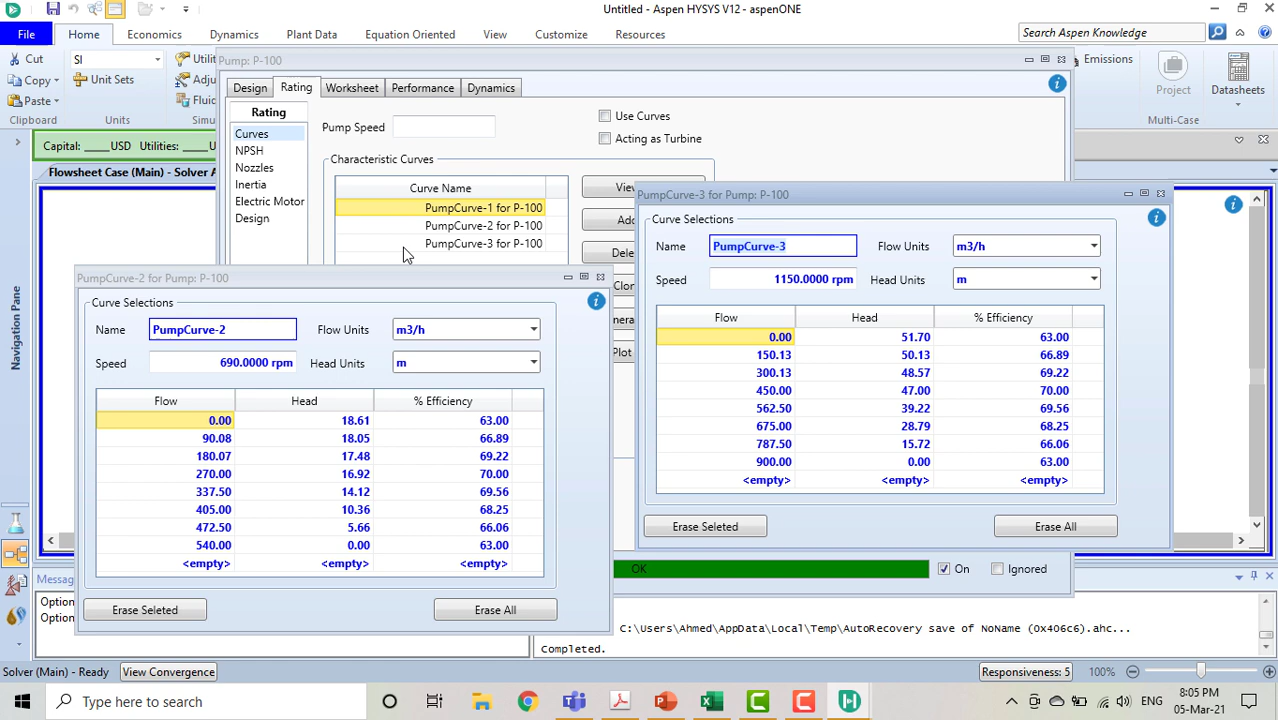 Untitled - Aspen HYSYS V12 - aspenONE
File
Home
Economics
Dynamics
Plant Data
Equation Oriented
View
Customize
Resources
Search Aspen Knowledge
Cut
SI
Copy
Unit Sets
Paste
Clipboard
Units
Emissions
Project
Datasheets
Multi-Case
Pump: P-100
Design
Rating
Worksheet
Performance
Dynamics
Rating
Curves
NPSH
Nozzles
Inertia
Electric Motor
Design
Pump Speed
Use Curves
Acting as Turbine
Characteristic Curves
Curve Name
PumpCurve-1 for P-100
PumpCurve-2 for P-100
PumpCurve-3 for P-100
Plot
Capital: ____USD Utilities:
Flowsheet Case (Main) - Solver A
Navigation Pane
PumpCurve-2 for Pump: P-100
Curve Selections
Name PumpCurve-2 Flow Units m3/h
Speed 690.0000 rpm Head Units m
Flow Head % Efficiency
0.00 18.61 63.00
90.08 18.05 66.89
180.07 17.48 69.22
270.00 16.92 70.00
337.50 14.12 69.56
405.00 10.36 68.25
472.50 5.66 66.06
540.00 0.00 63.00
<empty> <empty> <empty>
Erase Seleted Erase All
PumpCurve-3 for Pump: P-100
Curve Selections
Name PumpCurve-3 Flow Units m3/h
Speed 1150.0000 rpm Head Units m
Flow Head % Efficiency
0.00 51.70 63.00
150.13 50.13 66.89
300.13 48.57 69.22
450.00 47.00 70.00
562.50 39.22 69.56
675.00 28.79 68.25
787.50 15.72 66.06
900.00 0.00 63.00
<empty> <empty> <empty>
Erase Seleted Erase All
OK
On
Ignored
C:\Users\Ahmed\AppData\Local\Temp\AutoRecovery save of NoName (0x406c6).ahc...
Completed.
Solver (Main) - Ready
View Convergence
Responsiveness: 5
100%
Type here to search
ENG
8:05 PM
05-Mar-21